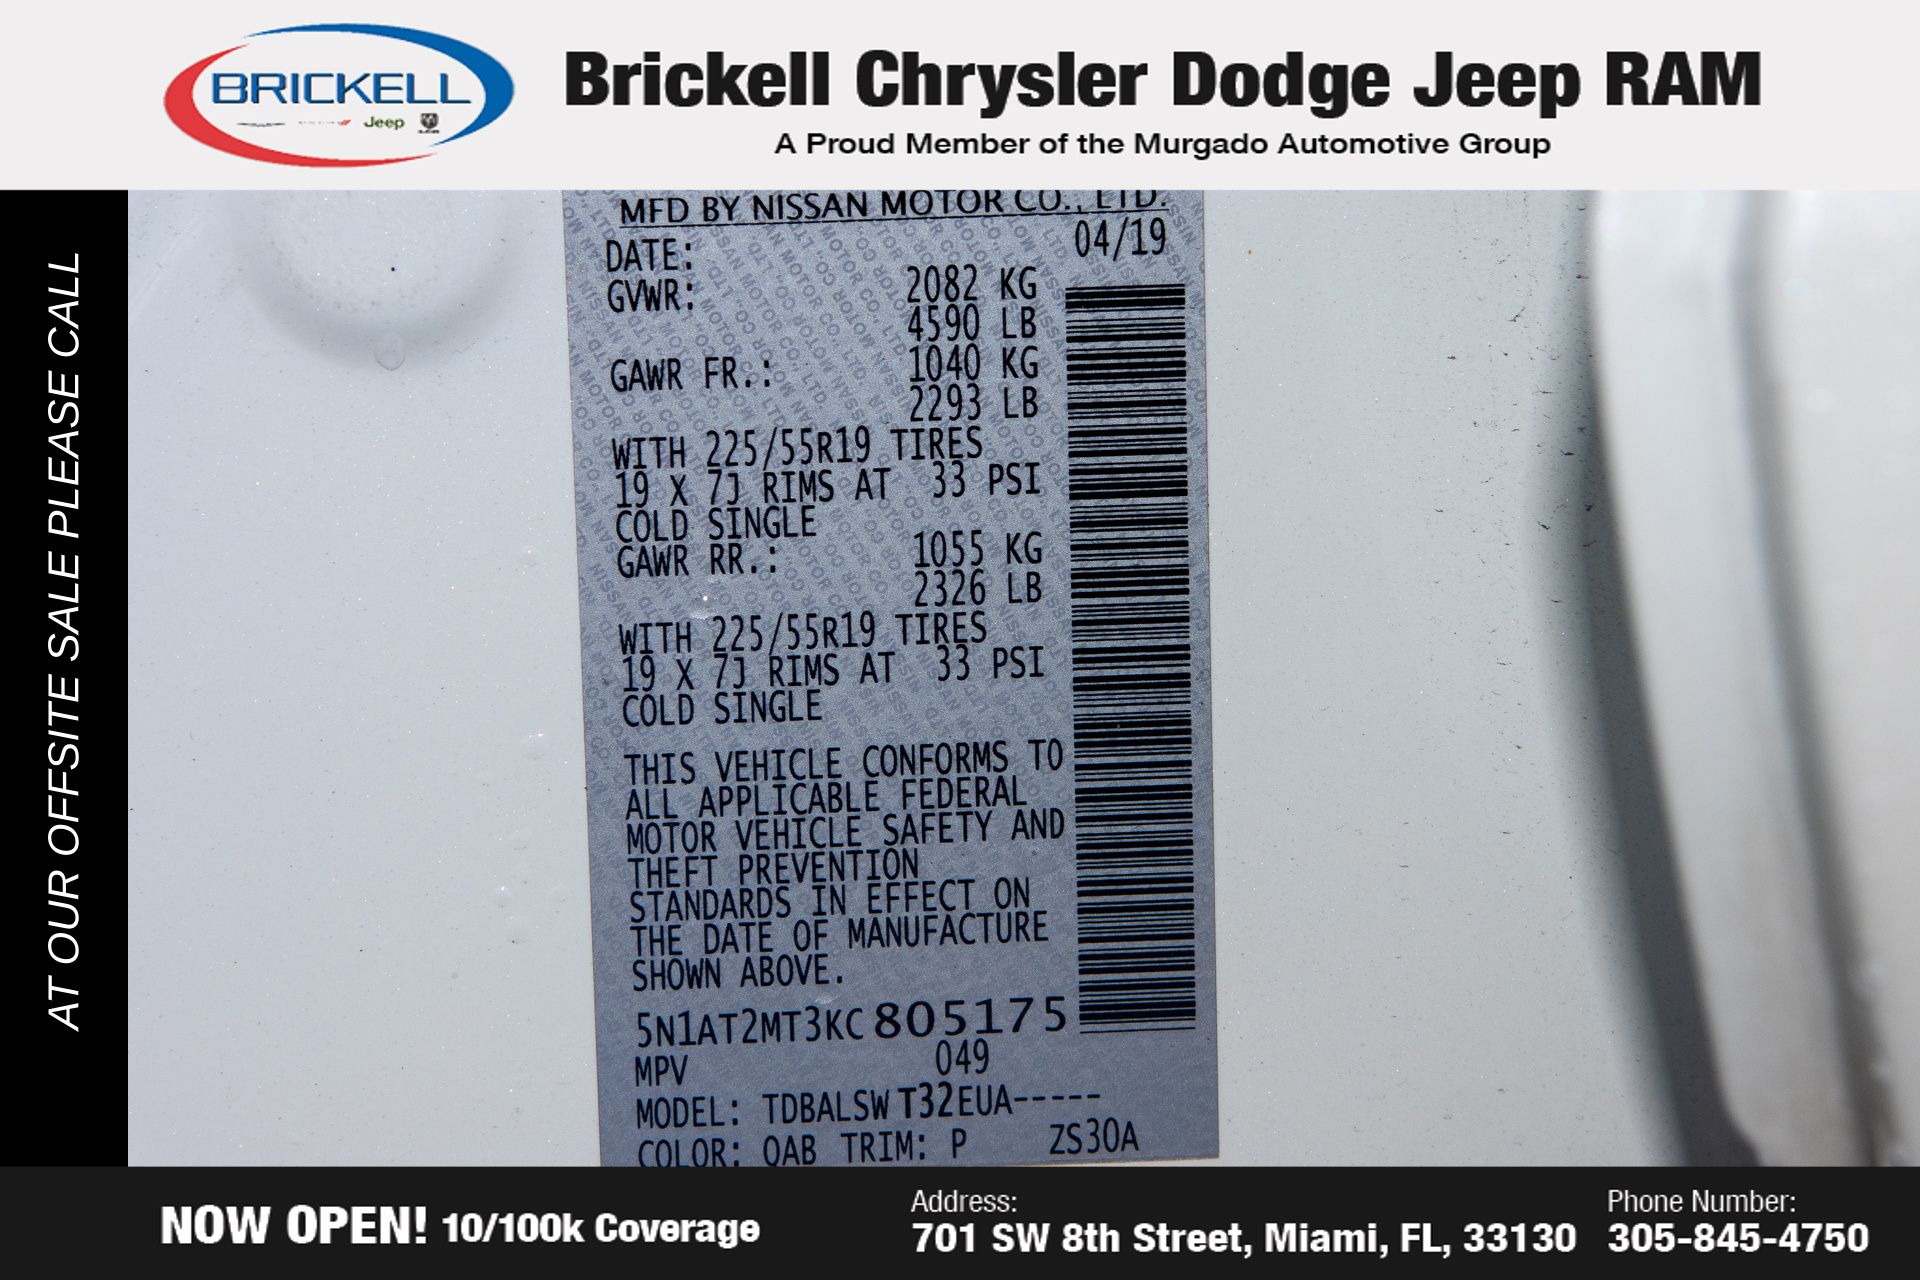 BRICKELL
Jeep
RAM
Brickell Chrysler Dodge Jeep RAM
A Proud Member of the Murgado Automotive Group
AT OUR OFFSITE SALE PLEASE CALL
MFD BY NISSAN MOTOR CO., LTD.
DATE: 04/19
GVWR: 2082 KG
4590 LB
GAWR FR.: 1040 KG
2293 LB
WITH 225/55R19 TIRES
19 X 7J RIMS AT 33 PSI
COLD SINGLE
GAWR RR.: 1055 KG
2326 LB
WITH 225/55R19 TIRES
19 X 7J RIMS AT 33 PSI
COLD SINGLE
THIS VEHICLE CONFORMS TO
ALL APPLICABLE FEDERAL
MOTOR VEHICLE SAFETY AND
THEFT PREVENTION
STANDARDS IN EFFECT ON
THE DATE OF MANUFACTURE
SHOWN ABOVE.
5N1AT2MT3KC805175
MPV 049
MODEL: TDBALSWT32EUA-----
COLOR: QAB TRIM: P ZS30A
NOW OPEN! 10/100k Coverage
Address:
701 SW 8th Street, Miami, FL, 33130
Phone Number:
305-845-4750